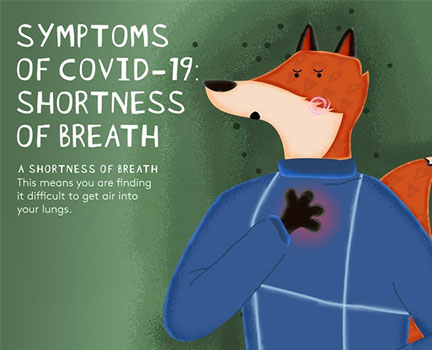 SYMPTOMS
OF COVID-19:
SHORTNESS
OF BREATH
A SHORTNESS OF BREATH
This means you are finding
it difficult to get air into
your lungs.